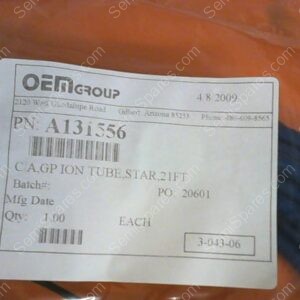 OEMGROUP
4 8 2009
2120 West Guadalupe Road Gilbert, Arizona 85233 Phone
PN: A131556
C A,GP ION TUBE,STAR,21FT
Batch#:
PO: 20601
Mfg Date
Qty: 1.00 EACH
3-043-06